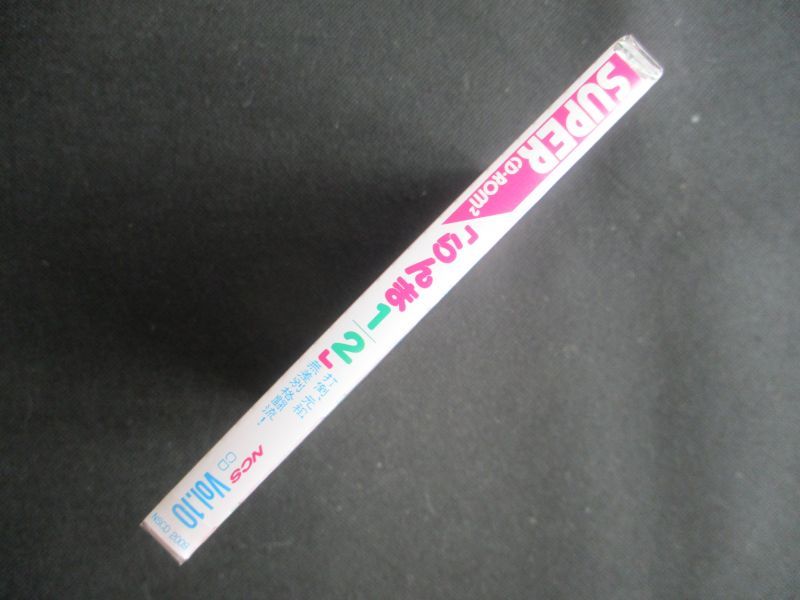 SUPER
CD-ROM²
「らんま1/2」
打倒、元祖
無差別格闘流!
NCS
CD
Vol.10
NSCD 2009